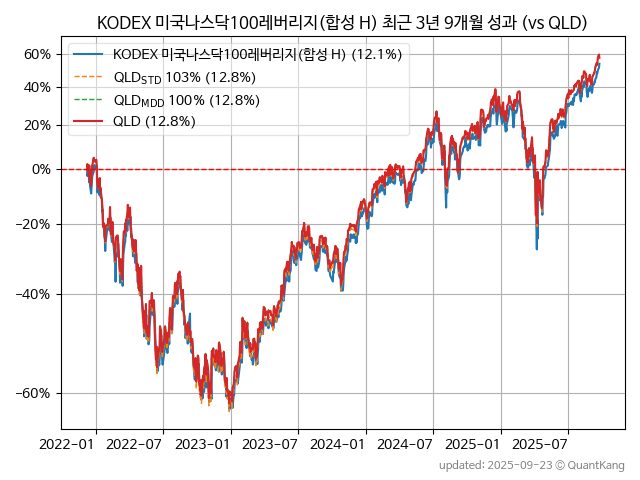 KODEX 미국나스닥100레버리지(합성 H) 최근 3년 9개월 성과 (vs QLD)
60%
40%
20%
0%
−20%
−40%
−60%
KODEX 미국나스닥100레버리지(합성 H) (12.1%)
QLD_STD 103% (12.8%)
QLD_MDD 100% (12.8%)
QLD (12.8%)
2022-01 2022-07 2023-01 2023-07 2024-01 2024-07 2025-01 2025-07
updated: 2025-09-23 © QuantKang